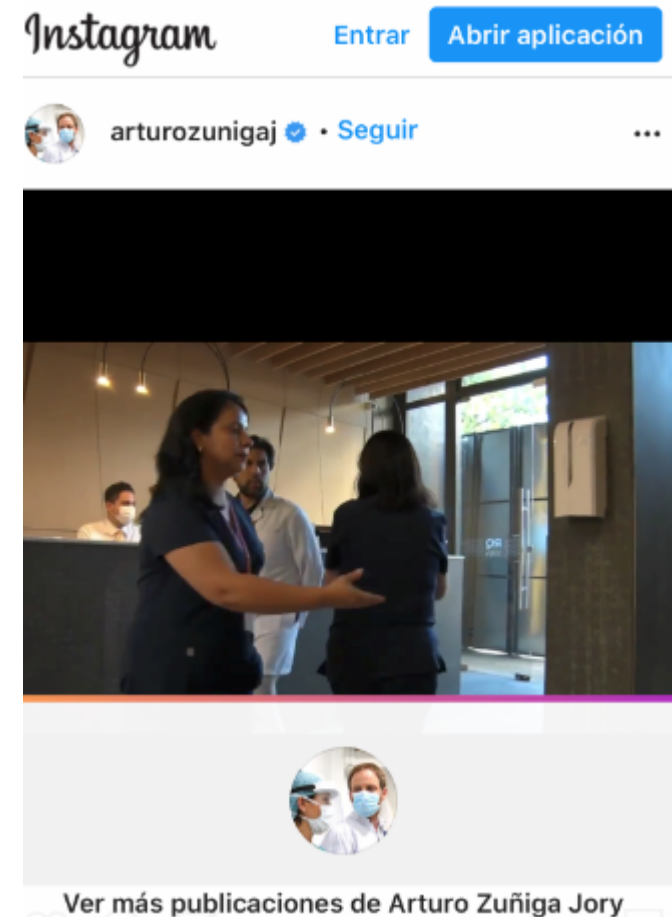 Instagram
Entrar
Abrir aplicación
arturozunigaj • Seguir
Ver más publicaciones de Arturo Zuñiga Jory